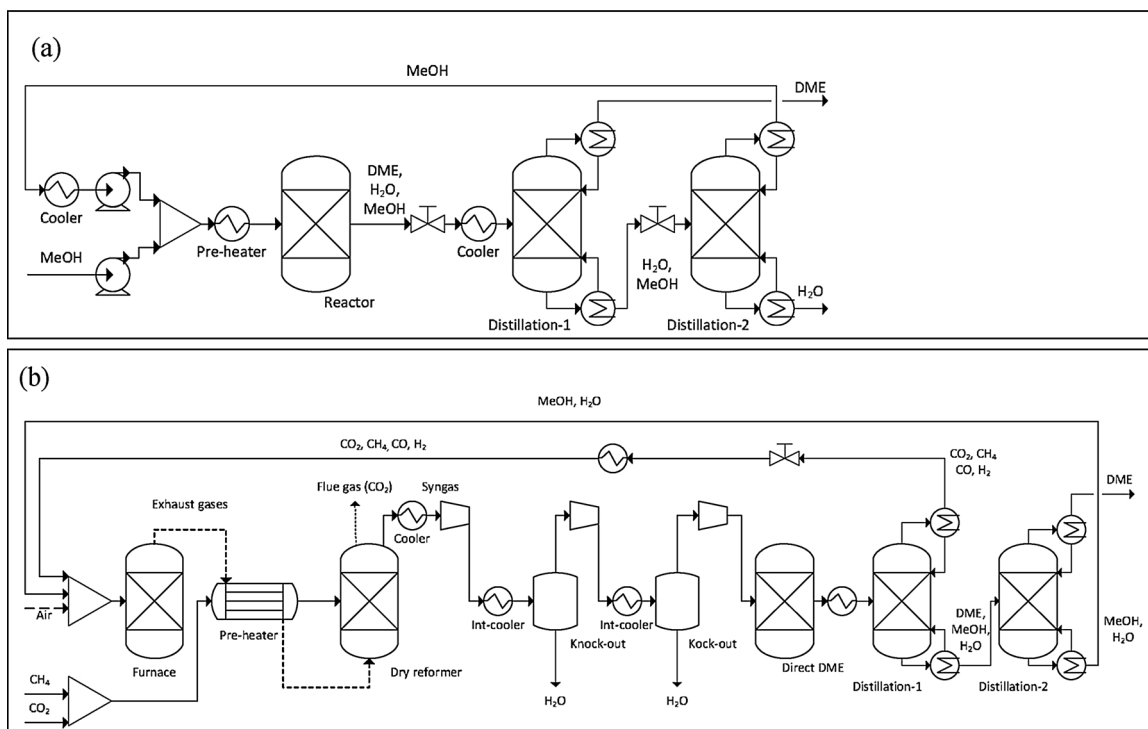 (a)
MeOH
DME
DME,
H₂O,
MeOH
Cooler
Pre-heater
Cooler
MeOH
H₂O,
MeOH
H₂O
Reactor
Distillation-1
Distillation-2
(b)
MeOH, H₂O
CO₂, CH₄, CO, H₂
CO₂, CH₄
CO, H₂
DME
Flue gas (CO₂)
Syngas
Exhaust gases
Cooler
Air
Int-cooler
Int-cooler
DME,
MeOH,
H₂O
MeOH,
H₂O
Pre-heater
Knock-out
Kock-out
Furnace
Dry reformer
Direct DME
CH₄
Distillation-1
Distillation-2
CO₂
H₂O
H₂O